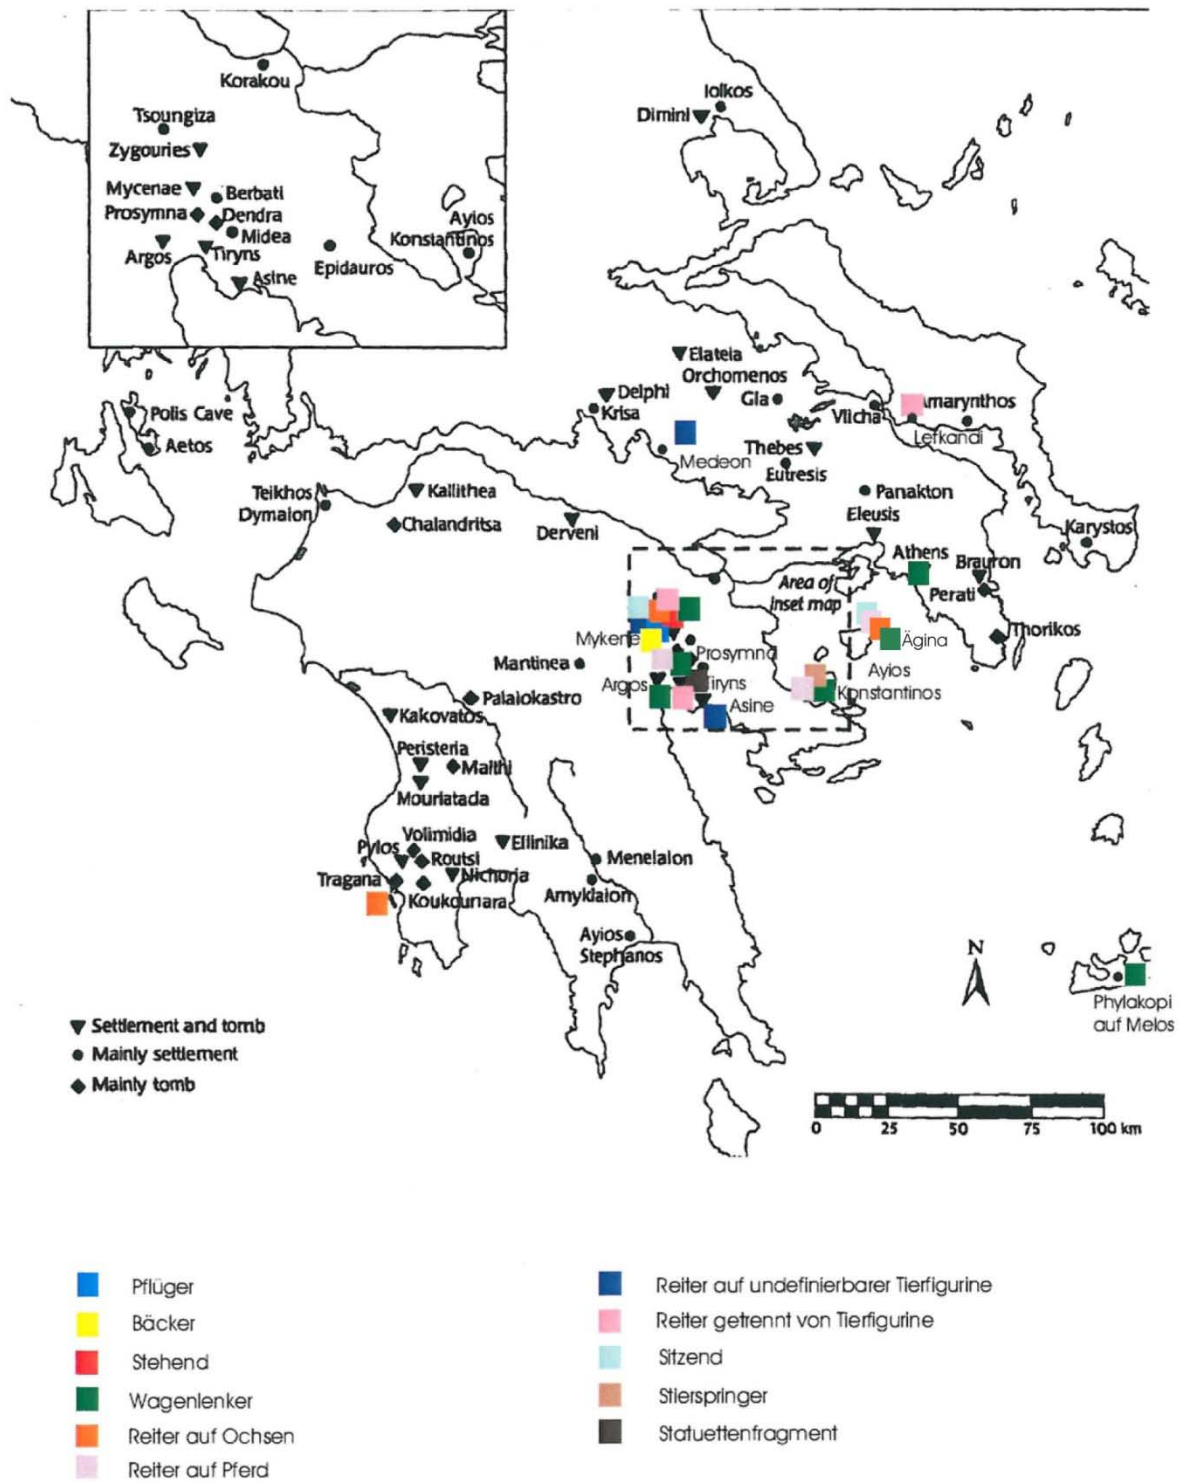 Korakou
Tsoungiza
Zygouries
Mycenae
Berbati
Prosymna
Dendra
Midea
Argos
Tiryns
Asine
Epidauros
Ayios
Konstantinos
Iolkos
Dimini
Elateia
Orchomenos
Delphi
Krisa
Gla
Vlicha
Amarynthos
Lefkandi
Polis Cave
Aetos
Medeon
Thebes
Eutresis
Teikhos
Dymaion
Kallithea
Chalandritsa
Derveni
Panakton
Eleusis
Athens
Brauron
Perati
Karystos
Thorikos
Area of
inset map
Mykene
Prosymna
Argos
Tiryns
Asine
Ägina
Ayios
Konstantinos
Mantinea
Palaiokastro
Kakovatos
Peristeria
Malthi
Mouriatada
Volimidia
Pylos
Routsi
Ellinika
Tragana
Nichoria
Koukounara
Menelaion
Amyklaion
Ayios
Stephanos
N
Phylakopi
auf Melos
Settlement and tomb
Mainly settlement
Mainly tomb
0 25 50 75 100 km
Pflüger
Bäcker
Stehend
Wagenlenker
Reiter auf Ochsen
Reiter auf Pferd
Reiter auf undefinierbarer Tierfigurine
Reiter getrennt von Tierfigurine
Sitzend
Stierspringer
Statuettenfragment